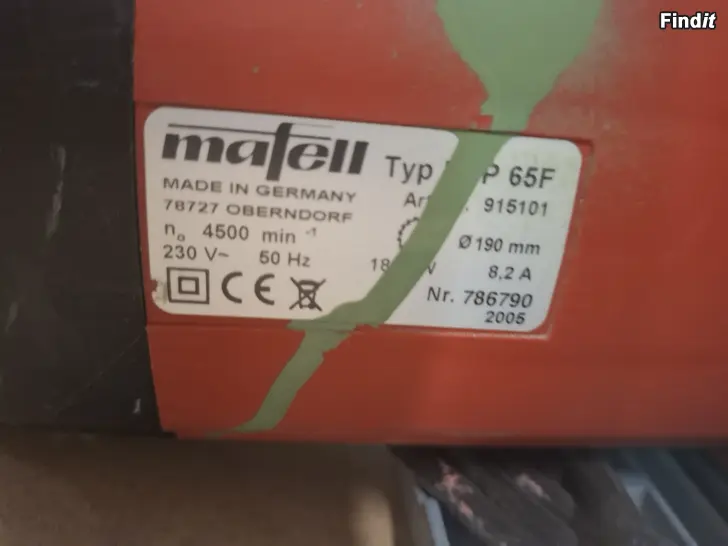 Findit
mafell
Typ P 65F
MADE IN GERMANY
78727 OBERNDORF
915101
n₀ 4500 min -1
Ø 190 mm
230 V~ 50 Hz
8,2 A
CE
Nr. 786790
2005